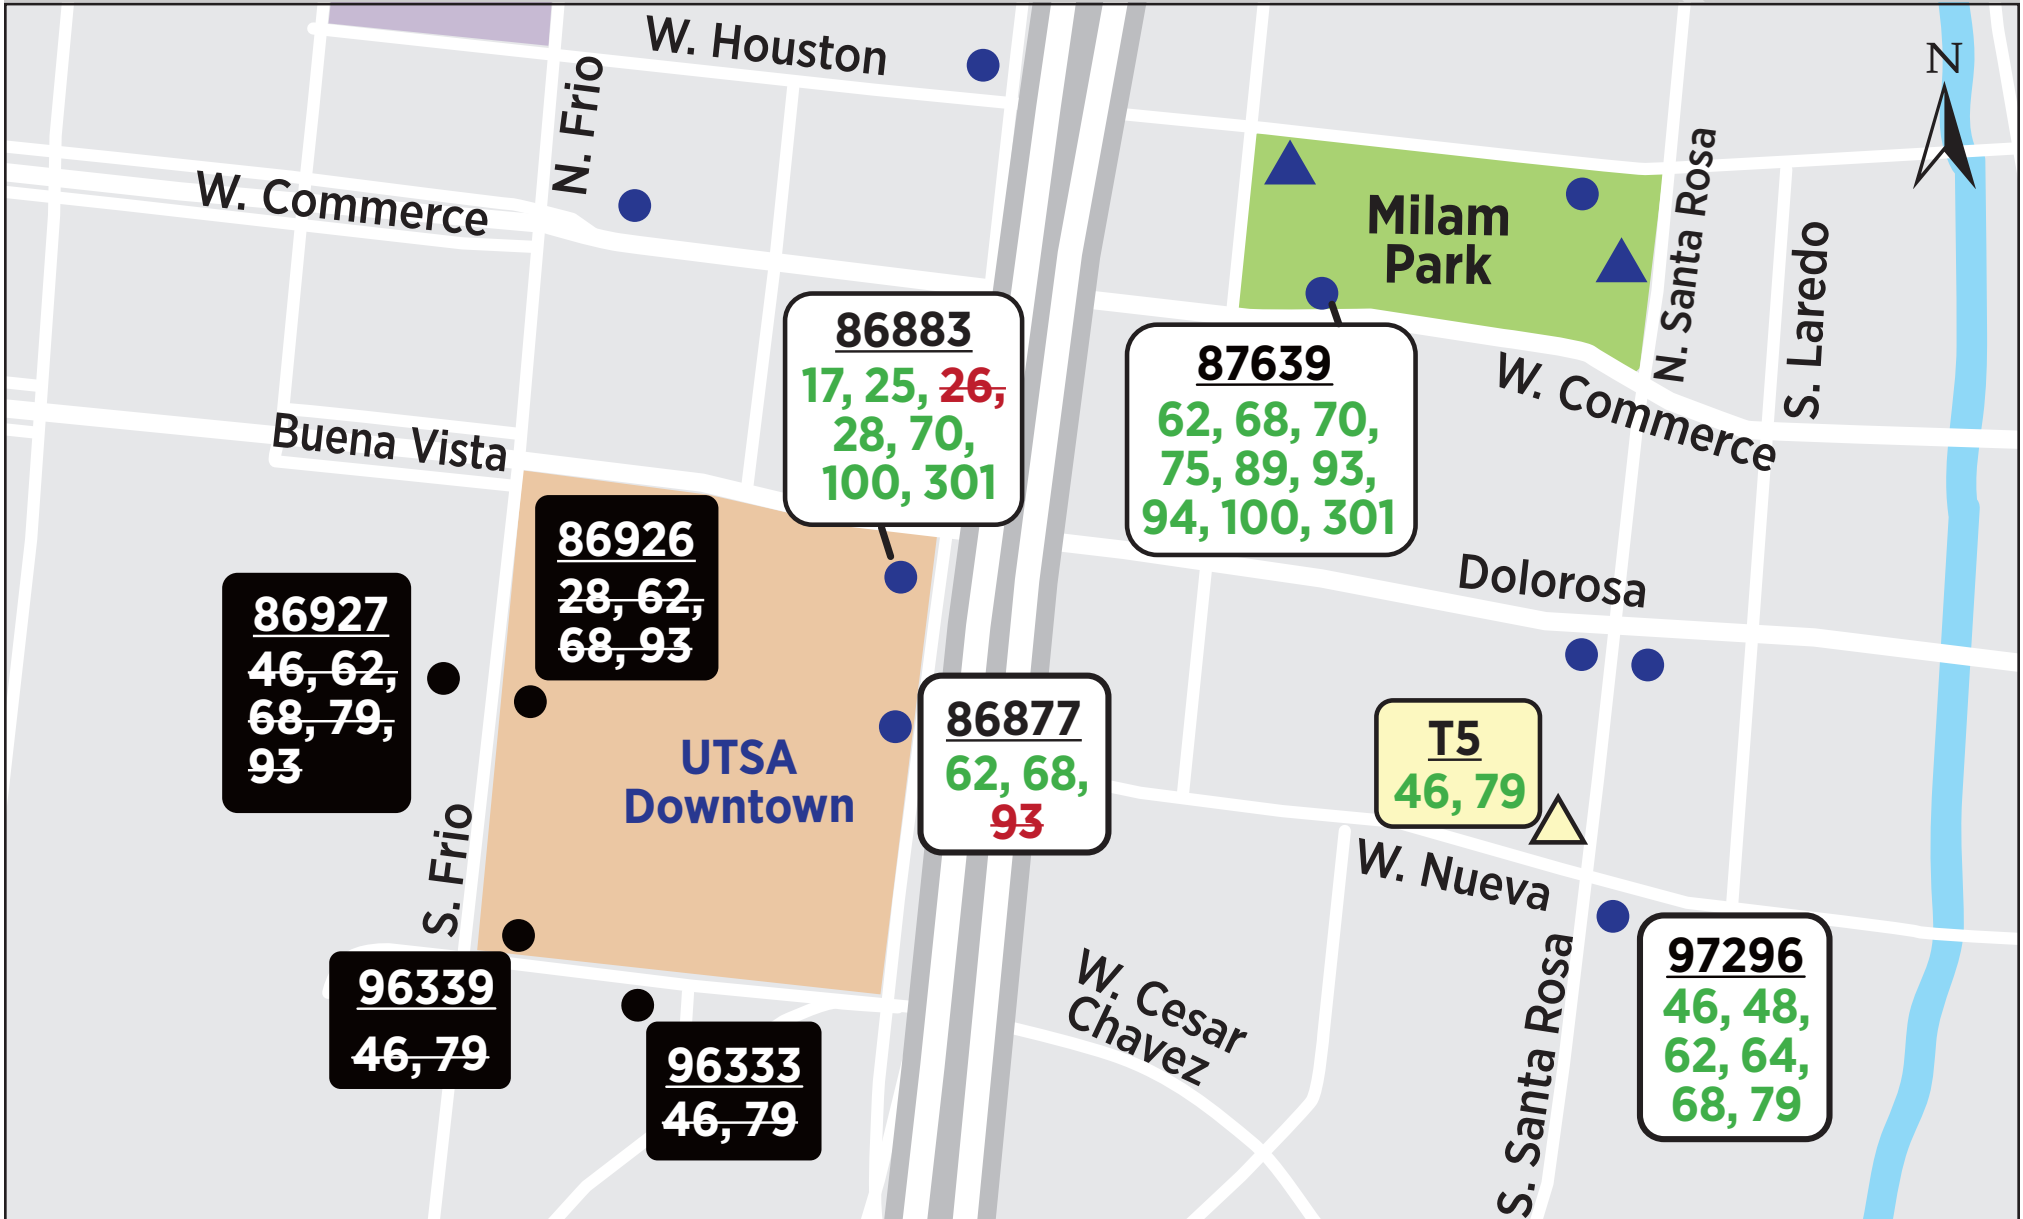 W. Houston
N
N. Frio
W. Commerce
Milam
Park
N. Santa Rosa
S. Laredo
86883
17, 25, 26,
28, 70,
100, 301
87639
62, 68, 70,
75, 89, 93,
94, 100, 301
W. Commerce
Buena Vista
86926
28, 62,
68, 93
Dolorosa
86927
46, 62,
68, 79,
93
86877
62, 68,
93
T5
46, 79
UTSA
Downtown
S. Frio
W. Nueva
96339
46, 79
96333
46, 79
W. Cesar
Chavez
S. Santa Rosa
97296
46, 48,
62, 64,
68, 79